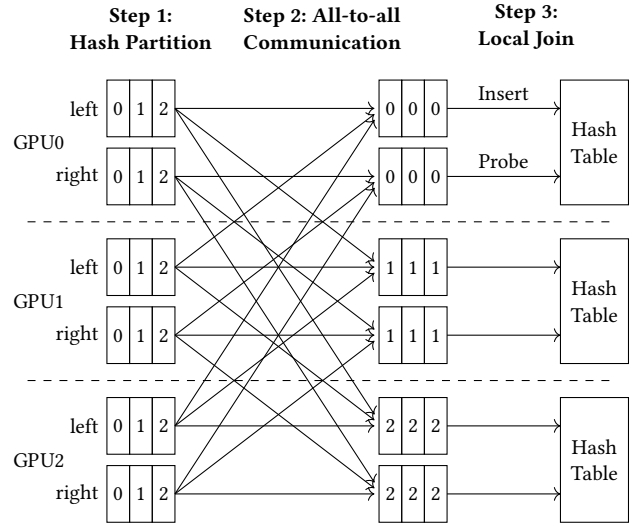 Step 1:
Hash Partition
Step 2: All-to-all
Communication
Step 3:
Local Join
GPU0
left
0 1 2
0 0 0
Insert
right
0 1 2
0 0 0
Probe
Hash
Table
GPU1
left
0 1 2
1 1 1
right
0 1 2
1 1 1
Hash
Table
GPU2
left
0 1 2
2 2 2
right
0 1 2
2 2 2
Hash
Table